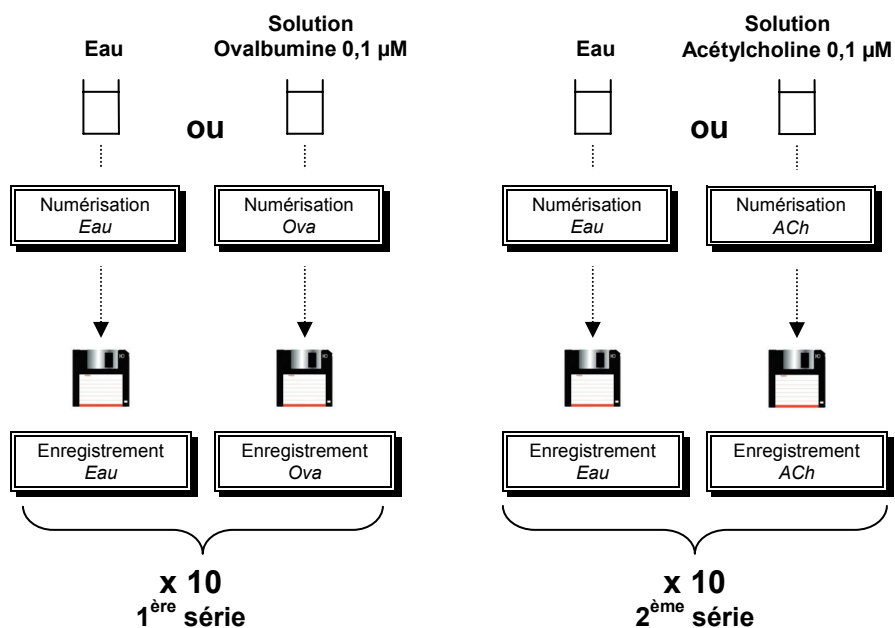 Eau
Solution
Ovalbumine 0,1 µM
ou
Numérisation
Eau
Numérisation
Ova
Enregistrement
Eau
Enregistrement
Ova
x 10
1ère série
Eau
Solution
Acétylcholine 0,1 µM
ou
Numérisation
Eau
Numérisation
ACh
Enregistrement
Eau
Enregistrement
ACh
x 10
2ème série